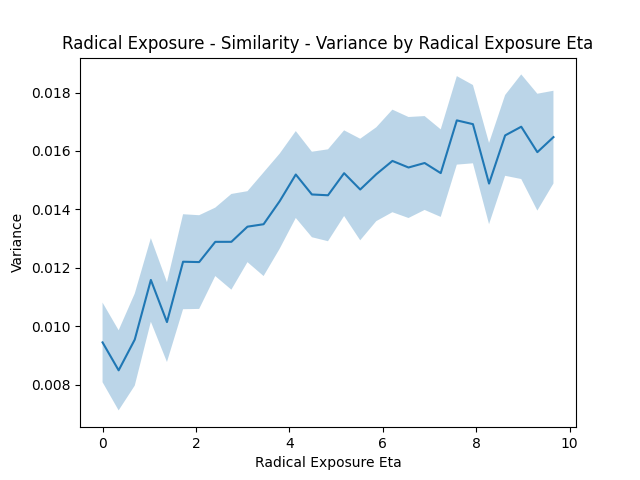 Radical Exposure - Similarity - Variance by Radical Exposure Eta
0.018
0.016
0.014
0.012
0.010
0.008
Variance
0 2 4 6 8 10
Radical Exposure Eta